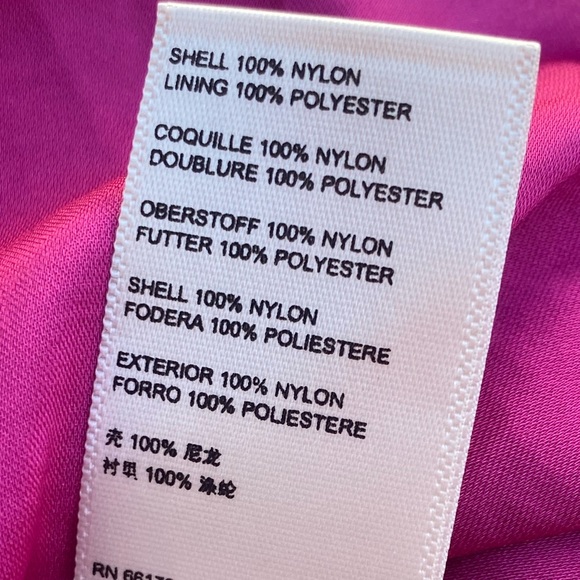 SHELL 100% NYLON
LINING 100% POLYESTER
COQUILLE 100% NYLON
DOUBLURE 100% POLYESTER
OBERSTOFF 100% NYLON
FUTTER 100% POLYESTER
SHELL 100% NYLON
FODERA 100% POLIESTERE
EXTERIOR 100% NYLON
FORRO 100% POLIESTERE
壳 100% 尼龙
衬里 100% 涤纶
RN